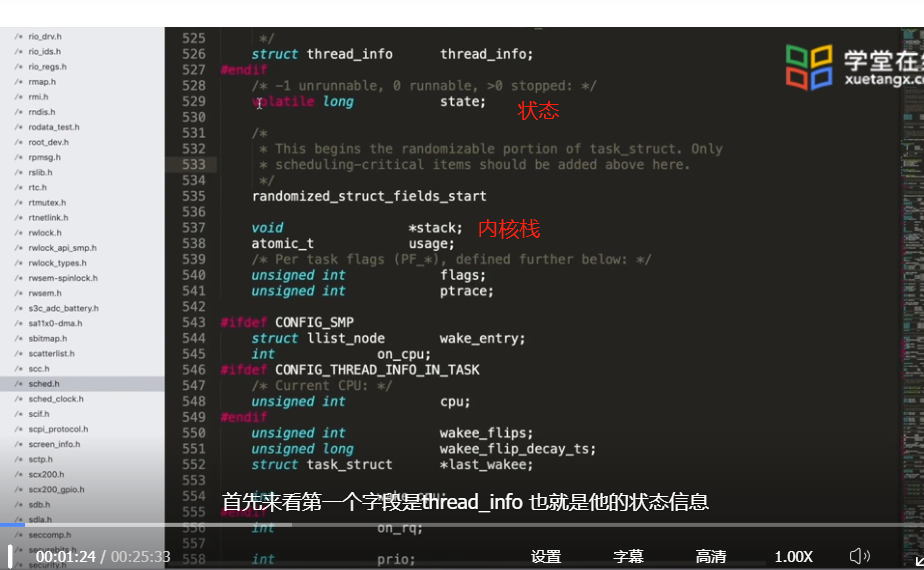 rio_drv.h
rio_ids.h
rio_regs.h
rmap.h
rmi.h
rndis.h
rodata_test.h
root_dev.h
rpmsg.h
rslib.h
rtc.h
rtmutex.h
rtnetlink.h
rwlock.h
rwlock_api_smp.h
rwlock_types.h
rwsem-spinlock.h
rwsem.h
s3c_adc_battery.h
sa11x0-dma.h
sbitmap.h
scatterlist.h
scc.h
sched.h
sched_clock.h
scif.h
scpi_protocol.h
screen_info.h
sctp.h
scx200.h
scx200_gpio.h
sdb.h
sdla.h
seccomp.h
securebits.h
security.h
525 */
526 struct thread_info thread_info;
527 #endif
528 /* -1 unrunnable, 0 runnable, >0 stopped: */
529 volatile long state;
状态
530
531 /*
532 * This begins the randomizable portion of task_struct. Only
533 * scheduling-critical items should be added above here.
534 */
535 randomized_struct_fields_start
536
537 void *stack; 内核栈
538 atomic_t usage;
539 /* Per task flags (PF_*), defined further below: */
540 unsigned int flags;
541 unsigned int ptrace;
542
543 #ifdef CONFIG_SMP
544 struct llist_node wake_entry;
545 int on_cpu;
546 #ifdef CONFIG_THREAD_INFO_IN_TASK
547 /* Current CPU: */
548 unsigned int cpu;
549 #endif
550 unsigned int wakee_flips;
551 unsigned long wakee_flip_decay_ts;
552 struct task_struct *last_wakee;
553
554
555 #endif
556 int on_rq;
557
558 int prio;
学堂在
xuetangx.c
首先来看第一个字段是thread_info 也就是他的状态信息
00:01:24 / 00:25:33 设置 字幕 高清 1.00X